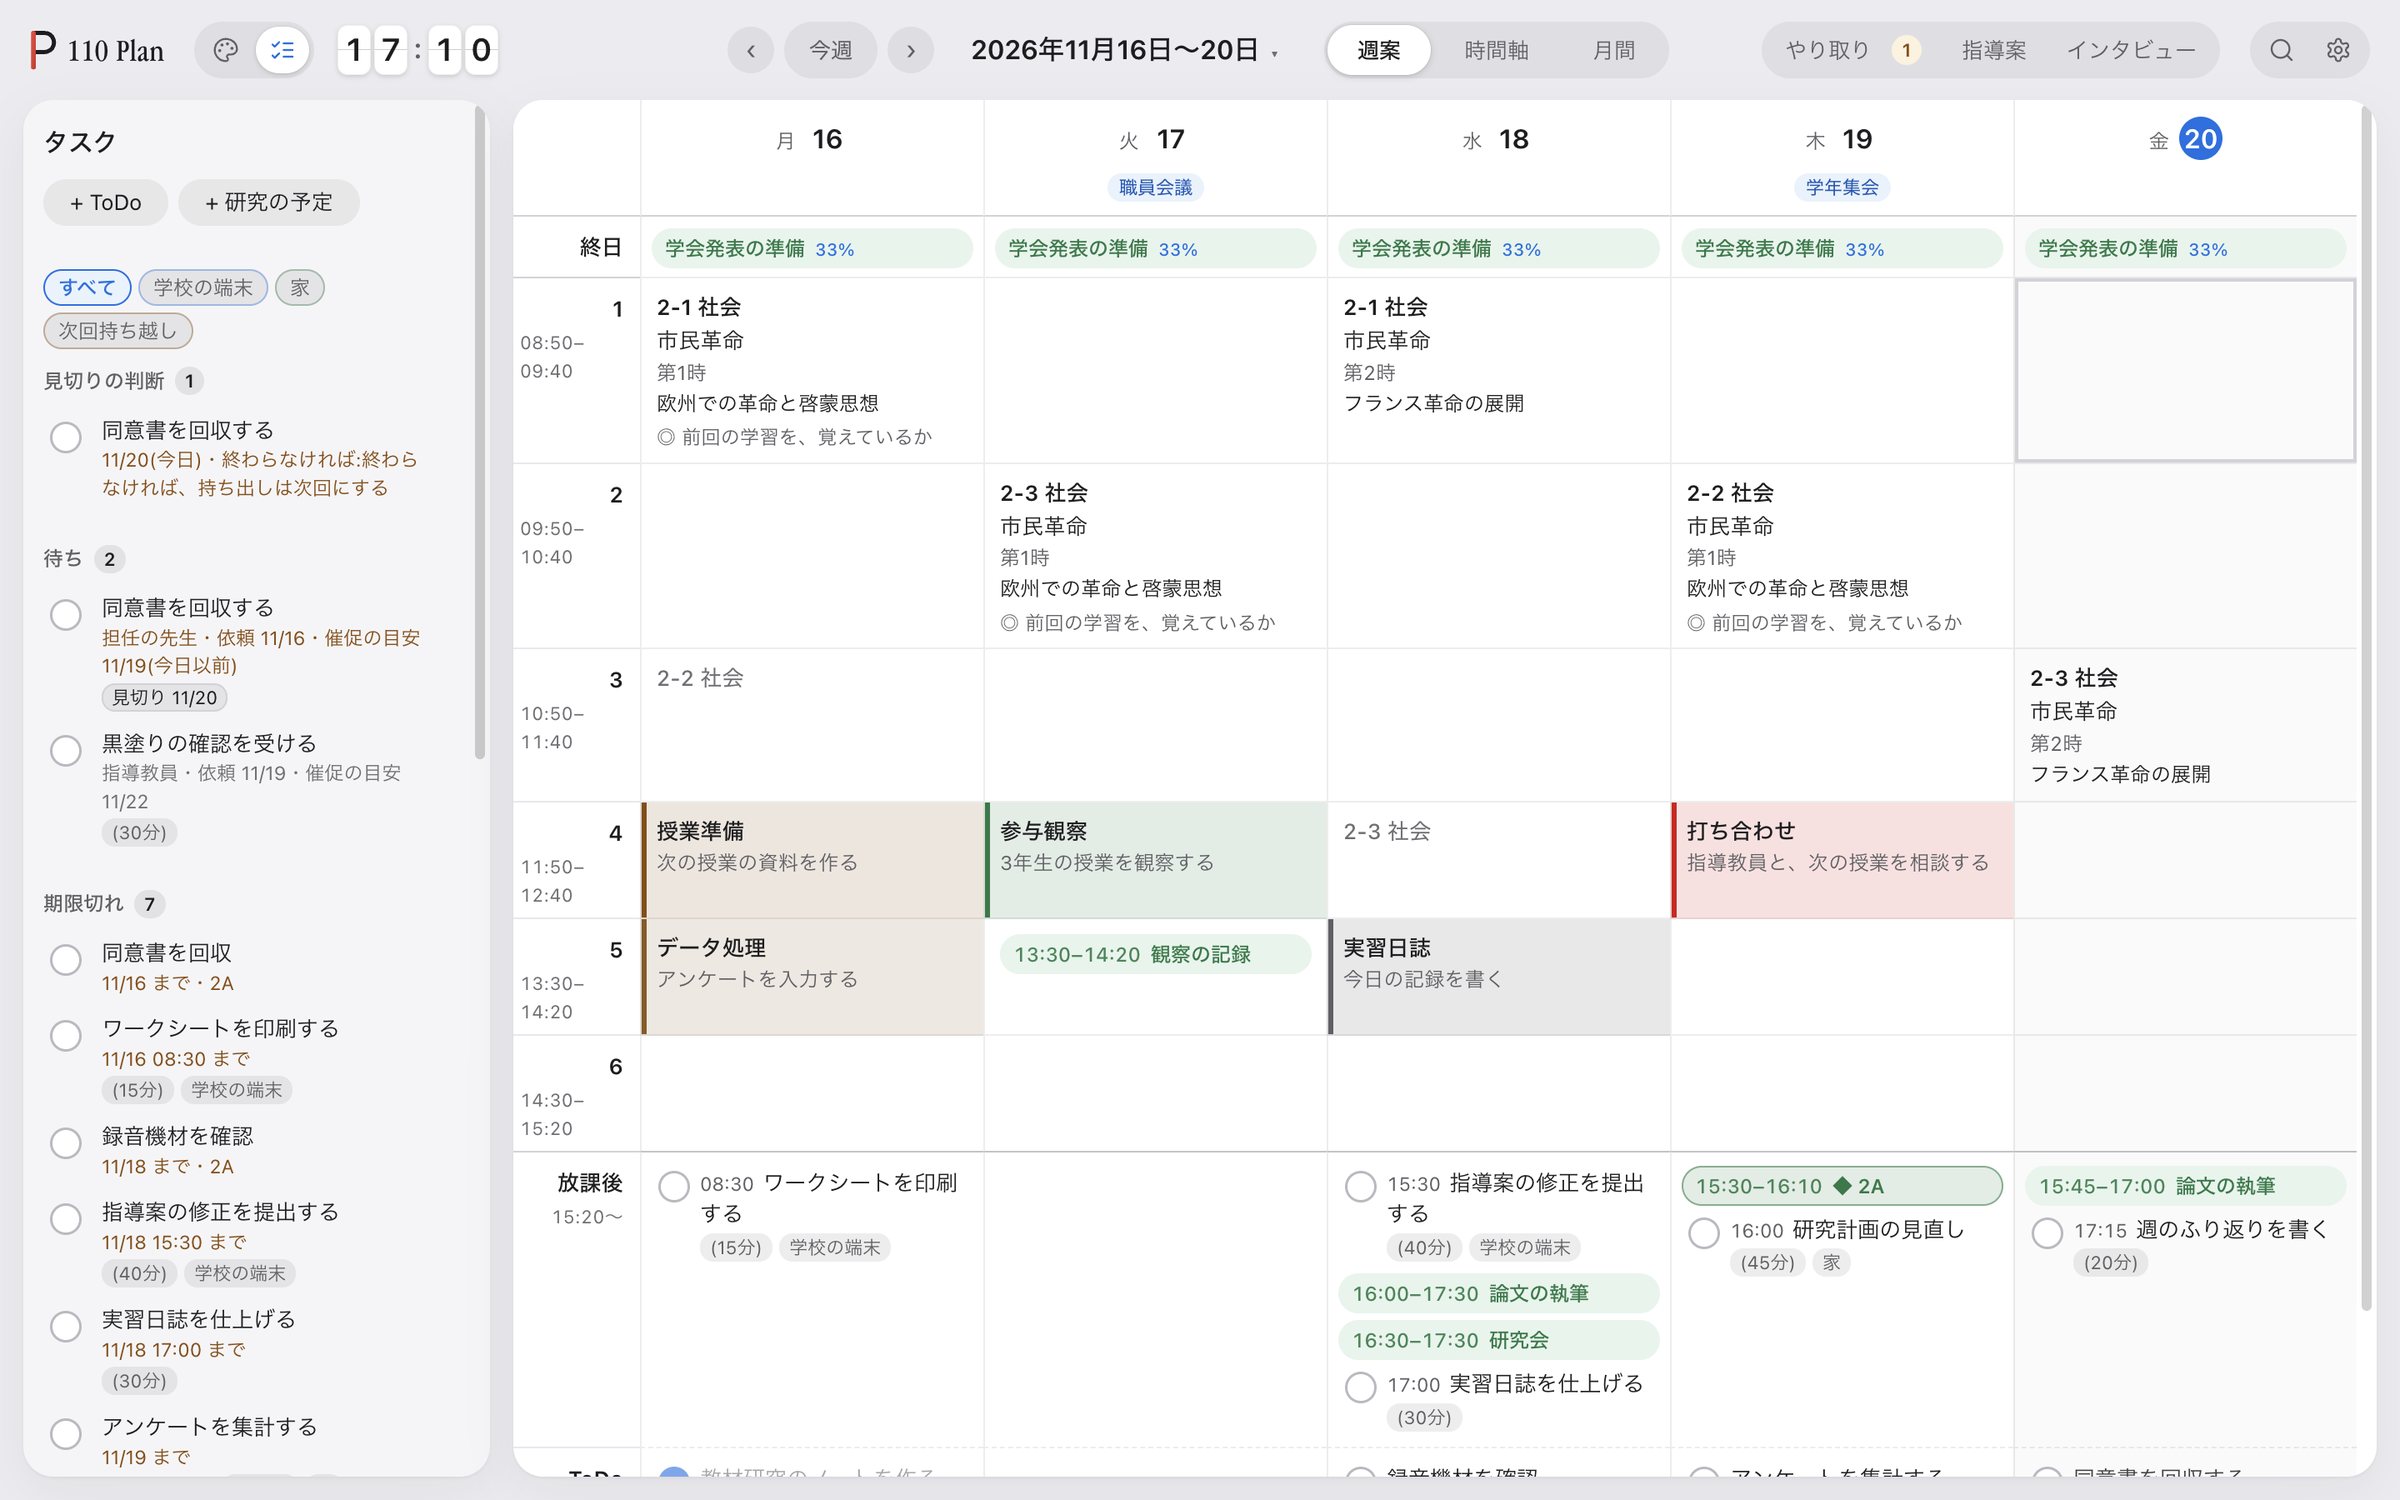 110 Plan
17:10
‹ 今週 ›
2026年11月16日〜20日
週案 時間軸 月間
やり取り 1 指導案 インタビュー
タスク
+ ToDo + 研究の予定
すべて 学校の端末 家
次回持ち越し
見切りの判断 1
同意書を回収する
11/20(今日)・終わらなければ:終わら
なければ、持ち出しは次回にする
待ち 2
同意書を回収する
担任の先生・依頼 11/16・催促の目安
11/19(今日以前)
見切り 11/20
黒塗りの確認を受ける
指導教員・依頼 11/19・催促の目安
11/22
(30分)
期限切れ 7
同意書を回収
11/16 まで・2A
ワークシートを印刷する
11/16 08:30 まで
(15分) 学校の端末
録音機材を確認
11/18 まで・2A
指導案の修正を提出する
11/18 15:30 まで
(40分) 学校の端末
実習日誌を仕上げる
11/18 17:00 まで
(30分)
アンケートを集計する
11/19 まで
月 16
火 17
職員会議
水 18
木 19
学年集会
金 20
終日
学会発表の準備 33%
学会発表の準備 33%
学会発表の準備 33%
学会発表の準備 33%
学会発表の準備 33%
1
08:50–
09:40
2-1 社会
市民革命
第1時
欧州での革命と啓蒙思想
◎ 前回の学習を、覚えているか
2-1 社会
市民革命
第2時
フランス革命の展開
2
09:50–
10:40
2-3 社会
市民革命
第1時
欧州での革命と啓蒙思想
◎ 前回の学習を、覚えているか
2-2 社会
市民革命
第1時
欧州での革命と啓蒙思想
◎ 前回の学習を、覚えているか
3
10:50–
11:40
2-2 社会
2-3 社会
市民革命
第2時
フランス革命の展開
4
11:50–
12:40
授業準備
次の授業の資料を作る
参与観察
3年生の授業を観察する
2-3 社会
打ち合わせ
指導教員と、次の授業を相談する
5
13:30–
14:20
データ処理
アンケートを入力する
13:30–14:20 観察の記録
実習日誌
今日の記録を書く
6
14:30–
15:20
放課後
15:20〜
08:30 ワークシートを印刷
する
(15分) 学校の端末
15:30 指導案の修正を提出
する
(40分) 学校の端末
16:00–17:30 論文の執筆
16:30–17:30 研究会
17:00 実習日誌を仕上げる
(30分)
15:30–16:10 ◆ 2A
16:00 研究計画の見直し
(45分) 家
15:45–17:00 論文の執筆
17:15 週のふり返りを書く
(20分)
ToDo
教材研究のノートを作る
録音機材を確認
アンケートを集計する
同意書を回収する